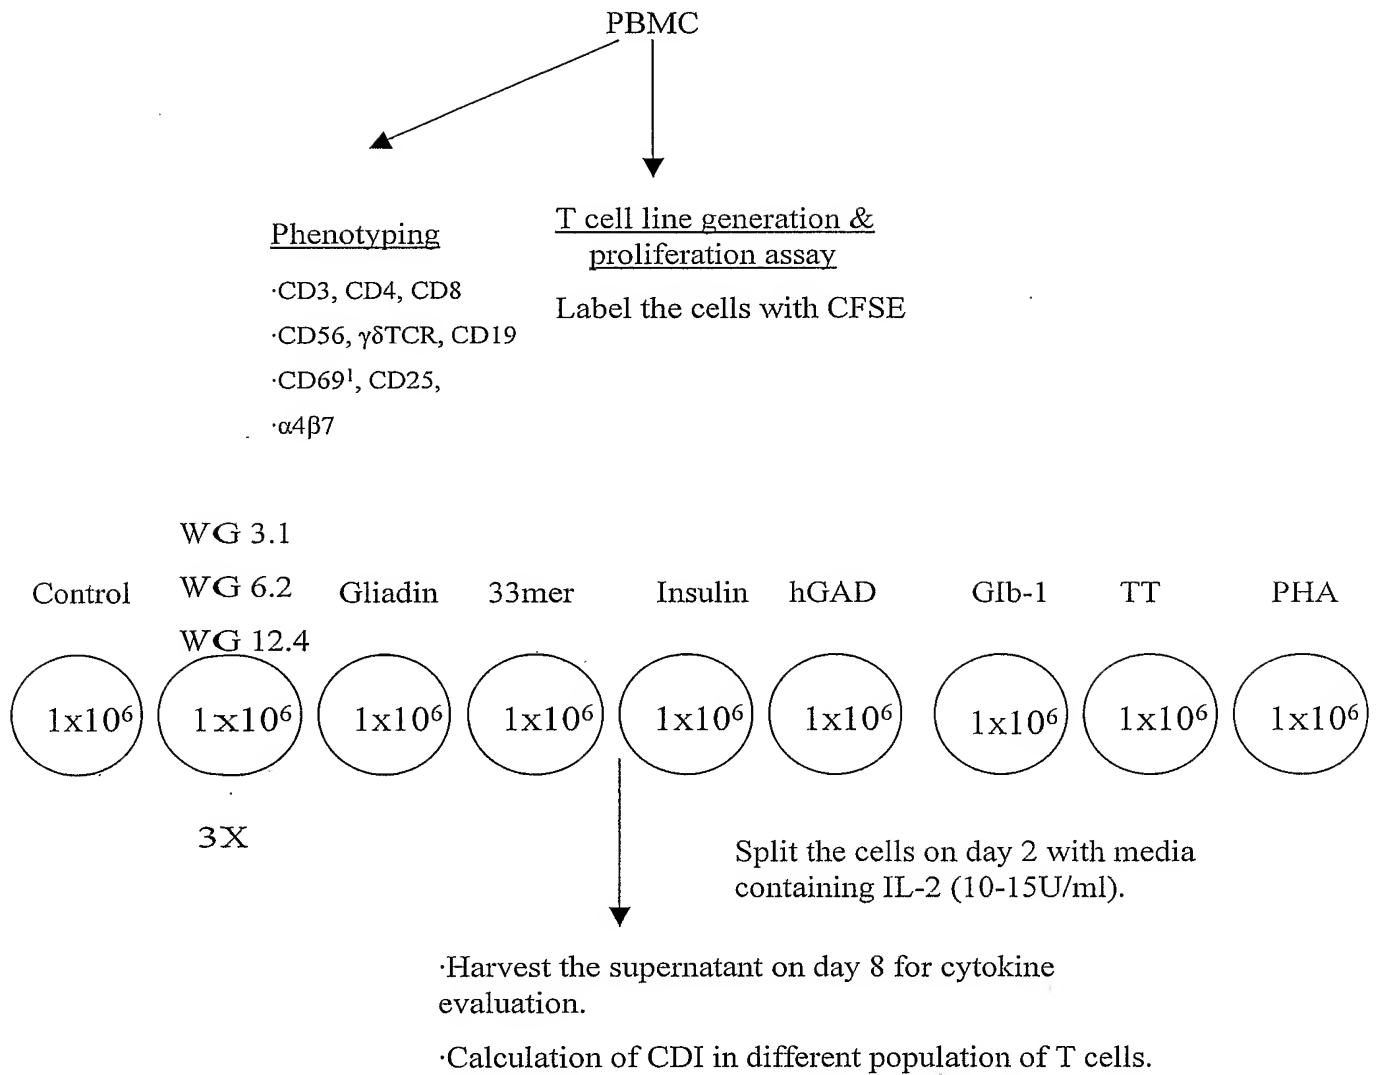 PBMC
Phenotyping
·CD3, CD4, CD8
·CD56, γδTCR, CD19
·CD69¹, CD25,
·α4β7
T cell line generation &
proliferation assay
Label the cells with CFSE
WG 3.1
WG 6.2
WG 12.4
Control
Gliadin
33mer
Insulin
hGAD
GIb-1
TT
PHA
1x10⁶
1x10⁶
1x10⁶
1x10⁶
1x10⁶
1x10⁶
1x10⁶
1x10⁶
1x10⁶
3X
Split the cells on day 2 with media
containing IL-2 (10-15U/ml).
·Harvest the supernatant on day 8 for cytokine
evaluation.
·Calculation of CDI in different population of T cells.